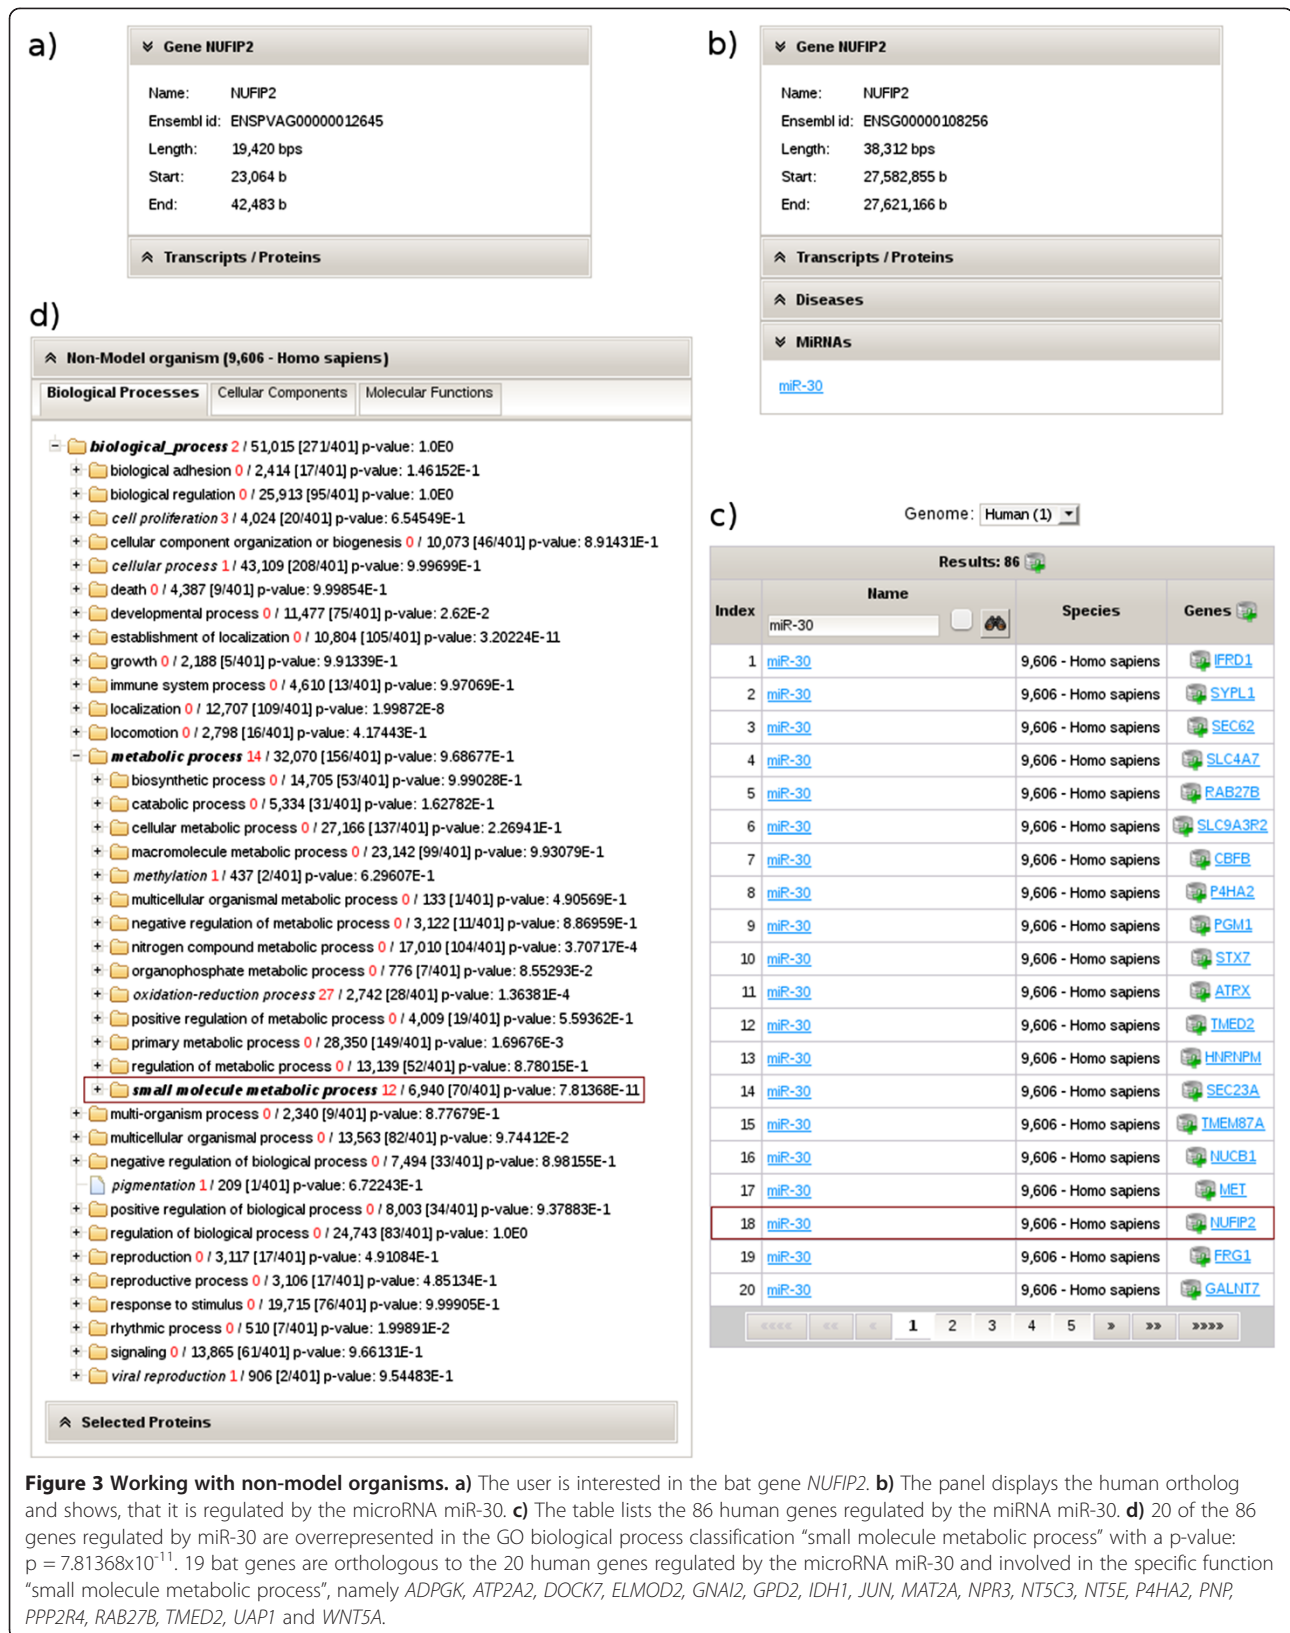 a)
Gene NUFIP2
Name: NUFIP2
Ensembl id: ENSPVAG00000012645
Length: 19,420 bps
Start: 23,064 b
End: 42,483 b
Transcripts / Proteins
b)
Gene NUFIP2
Name: NUFIP2
Ensembl id: ENSG00000108256
Length: 38,312 bps
Start: 27,582,855 b
End: 27,621,166 b
Transcripts / Proteins
Diseases
MiRNAs
miR-30
d)
Non-Model organism (9,606 - Homo sapiens)
Biological Processes Cellular Components Molecular Functions
biological_process 2 / 51,015 [271/401] p-value: 1.0E0
biological adhesion 0 / 2,414 [17/401] p-value: 1.46152E-1
biological regulation 0 / 25,913 [95/401] p-value: 1.0E0
cell proliferation 3 / 4,024 [20/401] p-value: 6.54549E-1
cellular component organization or biogenesis 0 / 10,073 [46/401] p-value: 8.91431E-1
cellular process 1 / 43,109 [208/401] p-value: 9.99699E-1
death 0 / 4,387 [9/401] p-value: 9.99854E-1
developmental process 0 / 11,477 [75/401] p-value: 2.62E-2
establishment of localization 0 / 10,804 [105/401] p-value: 3.20224E-11
growth 0 / 2,188 [5/401] p-value: 9.91339E-1
immune system process 0 / 4,610 [13/401] p-value: 9.97069E-1
localization 0 / 12,707 [109/401] p-value: 1.99872E-8
locomotion 0 / 2,798 [16/401] p-value: 4.17443E-1
metabolic process 14 / 32,070 [156/401] p-value: 9.68677E-1
biosynthetic process 0 / 14,705 [53/401] p-value: 9.99028E-1
catabolic process 0 / 5,334 [31/401] p-value: 1.62782E-1
cellular metabolic process 0 / 27,166 [137/401] p-value: 2.26941E-1
macromolecule metabolic process 0 / 23,142 [99/401] p-value: 9.93079E-1
methylation 1 / 437 [2/401] p-value: 6.29607E-1
multicellular organismal metabolic process 0 / 133 [1/401] p-value: 4.90569E-1
negative regulation of metabolic process 0 / 3,122 [11/401] p-value: 8.86959E-1
nitrogen compound metabolic process 0 / 17,010 [104/401] p-value: 3.70717E-4
organophosphate metabolic process 0 / 776 [7/401] p-value: 8.55293E-2
oxidation-reduction process 27 / 2,742 [28/401] p-value: 1.36381E-4
positive regulation of metabolic process 0 / 4,009 [19/401] p-value: 5.59362E-1
primary metabolic process 0 / 28,350 [149/401] p-value: 1.69676E-3
regulation of metabolic process 0 / 13,139 [52/401] p-value: 8.78015E-1
small molecule metabolic process 12 / 6,940 [70/401] p-value: 7.81368E-11
multi-organism process 0 / 2,340 [9/401] p-value: 8.77679E-1
multicellular organismal process 0 / 13,563 [82/401] p-value: 9.74412E-2
negative regulation of biological process 0 / 7,494 [33/401] p-value: 8.98155E-1
pigmentation 1 / 209 [1/401] p-value: 6.72243E-1
positive regulation of biological process 0 / 8,003 [34/401] p-value: 9.37883E-1
regulation of biological process 0 / 24,743 [83/401] p-value: 1.0E0
reproduction 0 / 3,117 [17/401] p-value: 4.91084E-1
reproductive process 0 / 3,106 [17/401] p-value: 4.85134E-1
response to stimulus 0 / 19,715 [76/401] p-value: 9.99905E-1
rhythmic process 0 / 510 [7/401] p-value: 1.99891E-2
signaling 0 / 13,865 [61/401] p-value: 9.66131E-1
viral reproduction 1 / 906 [2/401] p-value: 9.54483E-1
Selected Proteins
c)
Genome: Human (1)
Results: 86
Index Name Species Genes
miR-30
1 miR-30 9,606 - Homo sapiens IFRD1
2 miR-30 9,606 - Homo sapiens SYPL1
3 miR-30 9,606 - Homo sapiens SEC62
4 miR-30 9,606 - Homo sapiens SLC4A7
5 miR-30 9,606 - Homo sapiens RAB27B
6 miR-30 9,606 - Homo sapiens SLC9A3R2
7 miR-30 9,606 - Homo sapiens CBFB
8 miR-30 9,606 - Homo sapiens P4HA2
9 miR-30 9,606 - Homo sapiens PGM1
10 miR-30 9,606 - Homo sapiens STX7
11 miR-30 9,606 - Homo sapiens ATRX
12 miR-30 9,606 - Homo sapiens TMED2
13 miR-30 9,606 - Homo sapiens HNRNPM
14 miR-30 9,606 - Homo sapiens SEC23A
15 miR-30 9,606 - Homo sapiens TMEM87A
16 miR-30 9,606 - Homo sapiens NUCB1
17 miR-30 9,606 - Homo sapiens MET
18 miR-30 9,606 - Homo sapiens NUFIP2
19 miR-30 9,606 - Homo sapiens FRG1
20 miR-30 9,606 - Homo sapiens GALNT7
«««« «« « 1 2 3 4 5 » »» »»»»
Figure 3 Working with non-model organisms. a) The user is interested in the bat gene NUFIP2. b) The panel displays the human ortholog
and shows, that it is regulated by the microRNA miR-30. c) The table lists the 86 human genes regulated by the miRNA miR-30. d) 20 of the 86
genes regulated by miR-30 are overrepresented in the GO biological process classification “small molecule metabolic process” with a p-value:
p = 7.81368x10⁻¹¹. 19 bat genes are orthologous to the 20 human genes regulated by the microRNA miR-30 and involved in the specific function
“small molecule metabolic process”, namely ADPGK, ATP2A2, DOCK7, ELMOD2, GNAI2, GPD2, IDH1, JUN, MAT2A, NPR3, NT5C3, NT5E, P4HA2, PNP,
PPP2R4, RAB27B, TMED2, UAP1 and WNT5A.